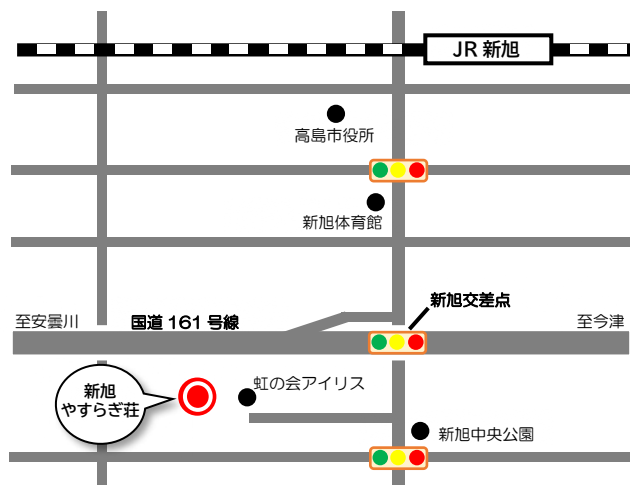 JR 新旭
高島市役所
新旭体育館
新旭交差点
至安曇川
国道 161 号線
至今津
新旭
やすらぎ荘
虹の会アイリス
新旭中央公園